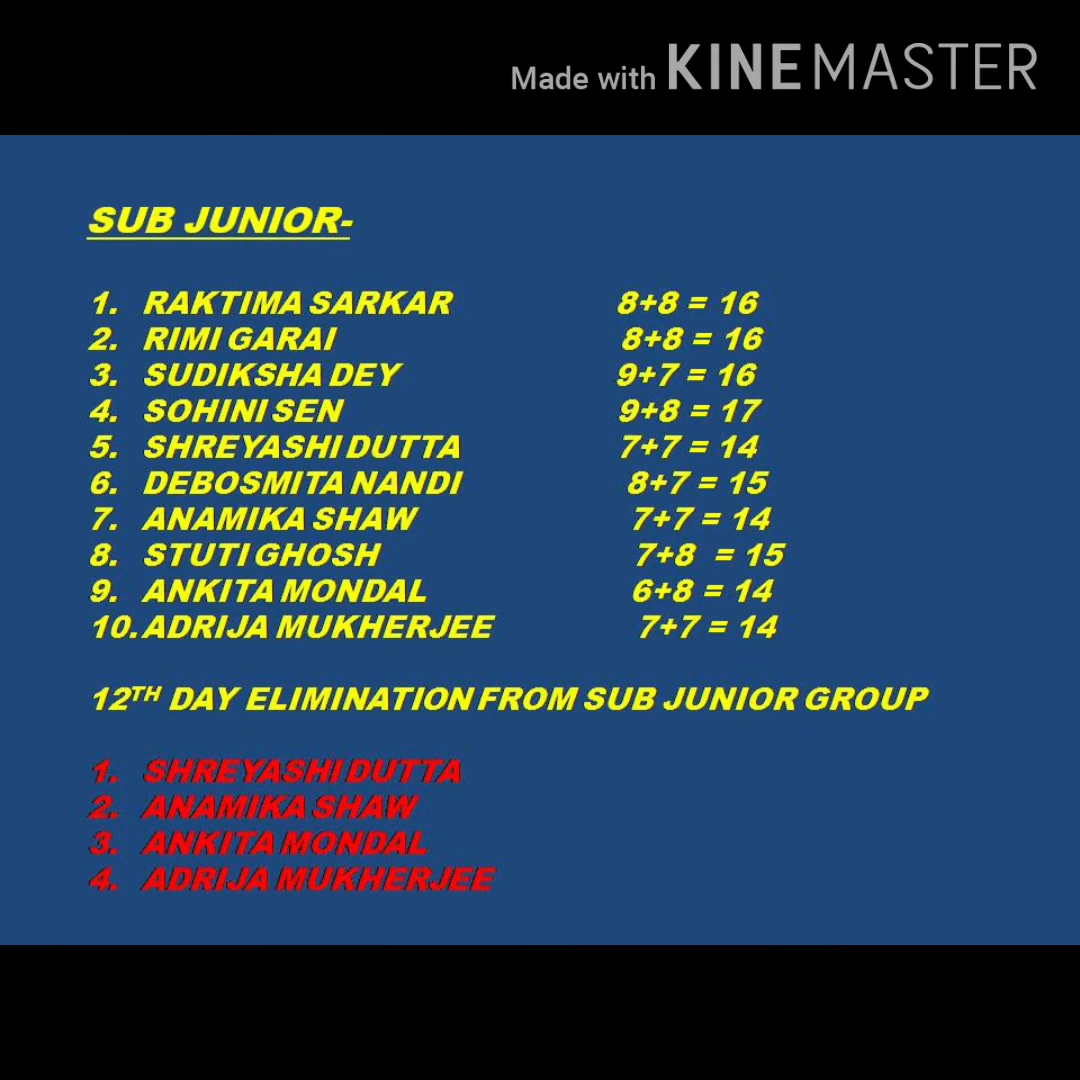 Made with KINEMASTER
SUB JUNIOR-
1. RAKTIMA SARKAR 8+8 = 16
2. RIMI GARAI 8+8 = 16
3. SUDIKSHA DEY 9+7 = 16
4. SOHINI SEN 9+8 = 17
5. SHREYASHI DUTTA 7+7 = 14
6. DEBOSMITA NANDI 8+7 = 15
7. ANAMIKA SHAW 7+7 = 14
8. STUTI GHOSH 7+8 = 15
9. ANKITA MONDAL 6+8 = 14
10. ADRIJA MUKHERJEE 7+7 = 14
12TH DAY ELIMINATION FROM SUB JUNIOR GROUP
1. SHREYASHI DUTTA
2. ANAMIKA SHAW
3. ANKITA MONDAL
4. ADRIJA MUKHERJEE